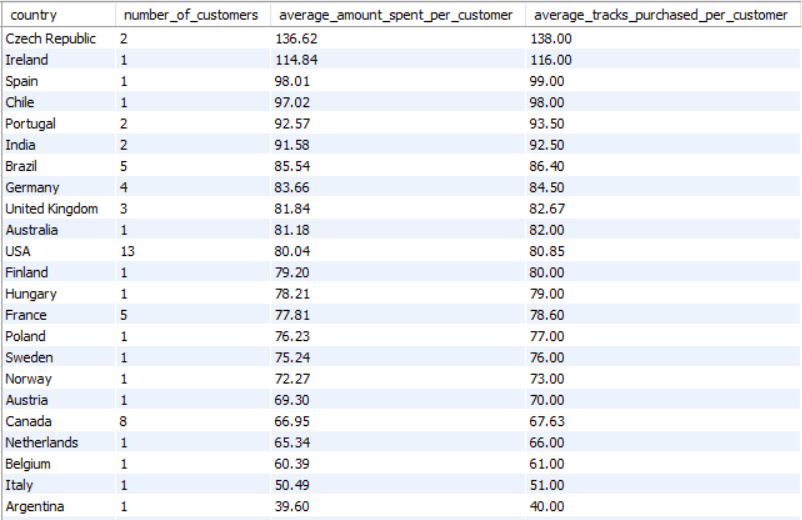 country number_of_customers average_amount_spent_per_customer average_tracks_purchased_per_customer
Czech Republic 2 136.62 138.00
Ireland 1 114.84 116.00
Spain 1 98.01 99.00
Chile 1 97.02 98.00
Portugal 2 92.57 93.50
India 2 91.58 92.50
Brazil 5 85.54 86.40
Germany 4 83.66 84.50
United Kingdom 3 81.84 82.67
Australia 1 81.18 82.00
USA 13 80.04 80.85
Finland 1 79.20 80.00
Hungary 1 78.21 79.00
France 5 77.81 78.60
Poland 1 76.23 77.00
Sweden 1 75.24 76.00
Norway 1 72.27 73.00
Austria 1 69.30 70.00
Canada 8 66.95 67.63
Netherlands 1 65.34 66.00
Belgium 1 60.39 61.00
Italy 1 50.49 51.00
Argentina 1 39.60 40.00